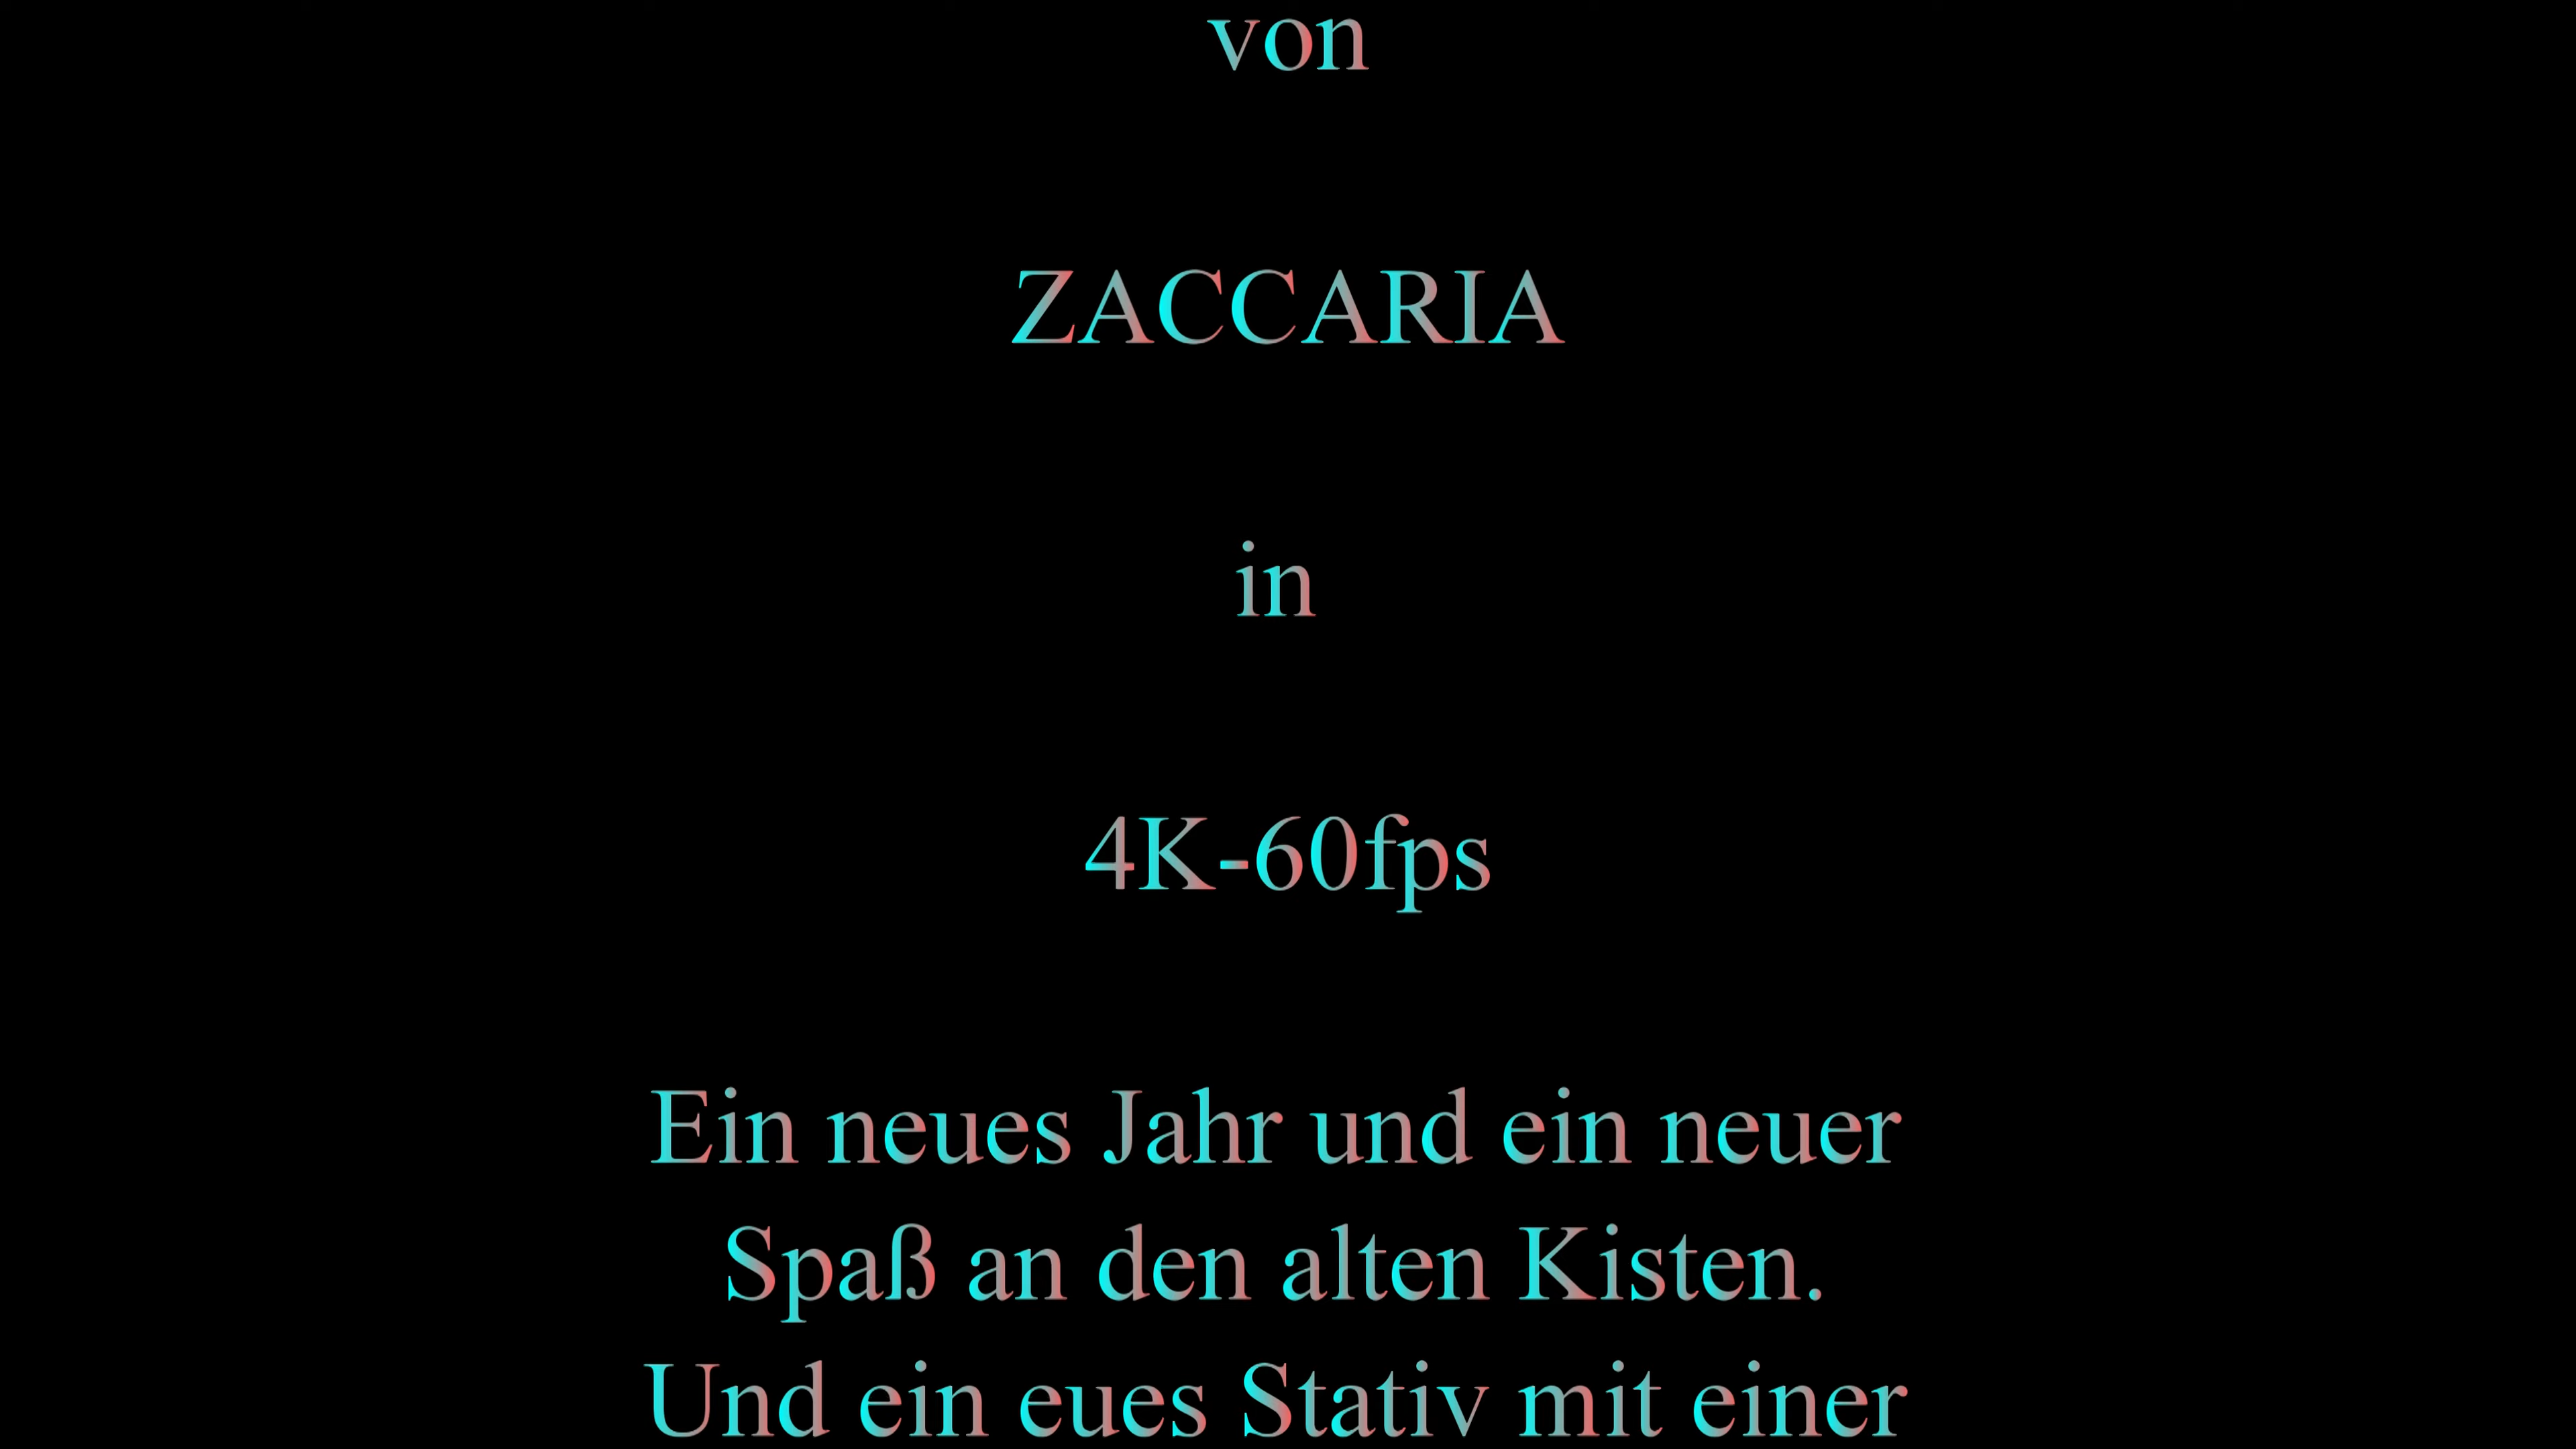 von
ZACCARIA
in
4K-60fps
Ein neues Jahr und ein neuer
Spaß an den alten Kisten.
Und ein eues Stativ mit einer